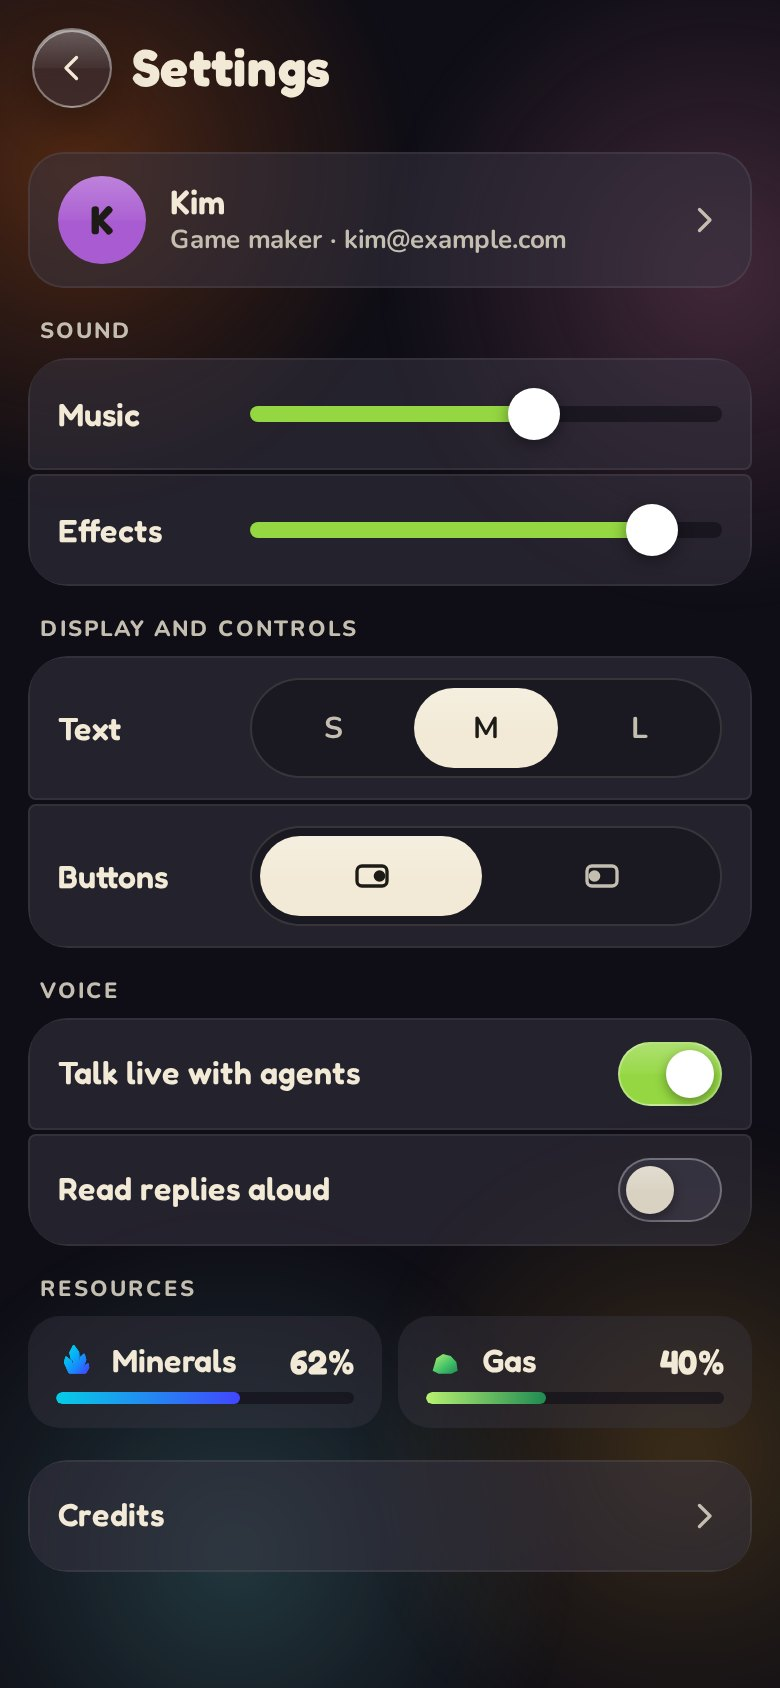 Settings
K
Kim
Game maker · kim@example.com
SOUND
Music
Effects
DISPLAY AND CONTROLS
Text
S
M
L
Buttons
VOICE
Talk live with agents
Read replies aloud
RESOURCES
Minerals 62%
Gas 40%
Credits